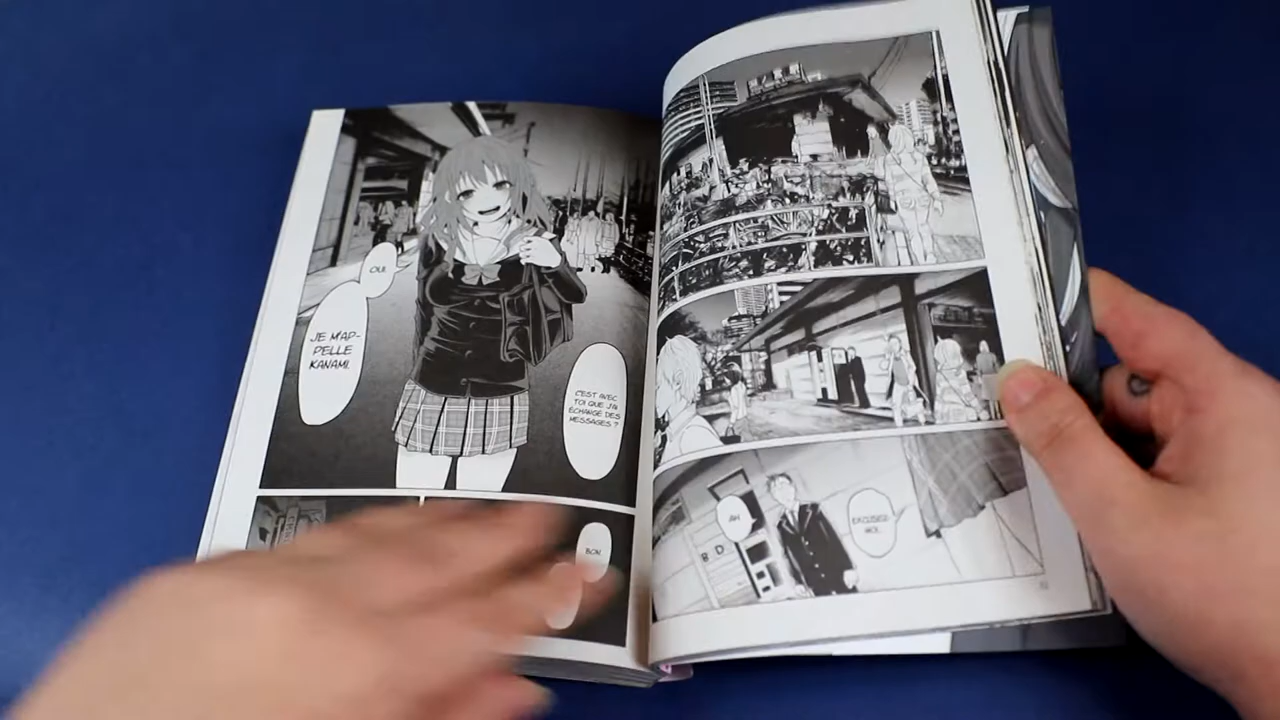 EXCUSEZ-
MOI.
AH
C'EST AVEC
TOI QUE J'AI
ÉCHANGÉ DES
MESSAGES ?
OUI.
JE M'AP-
PELLE
KANAMI.
BON